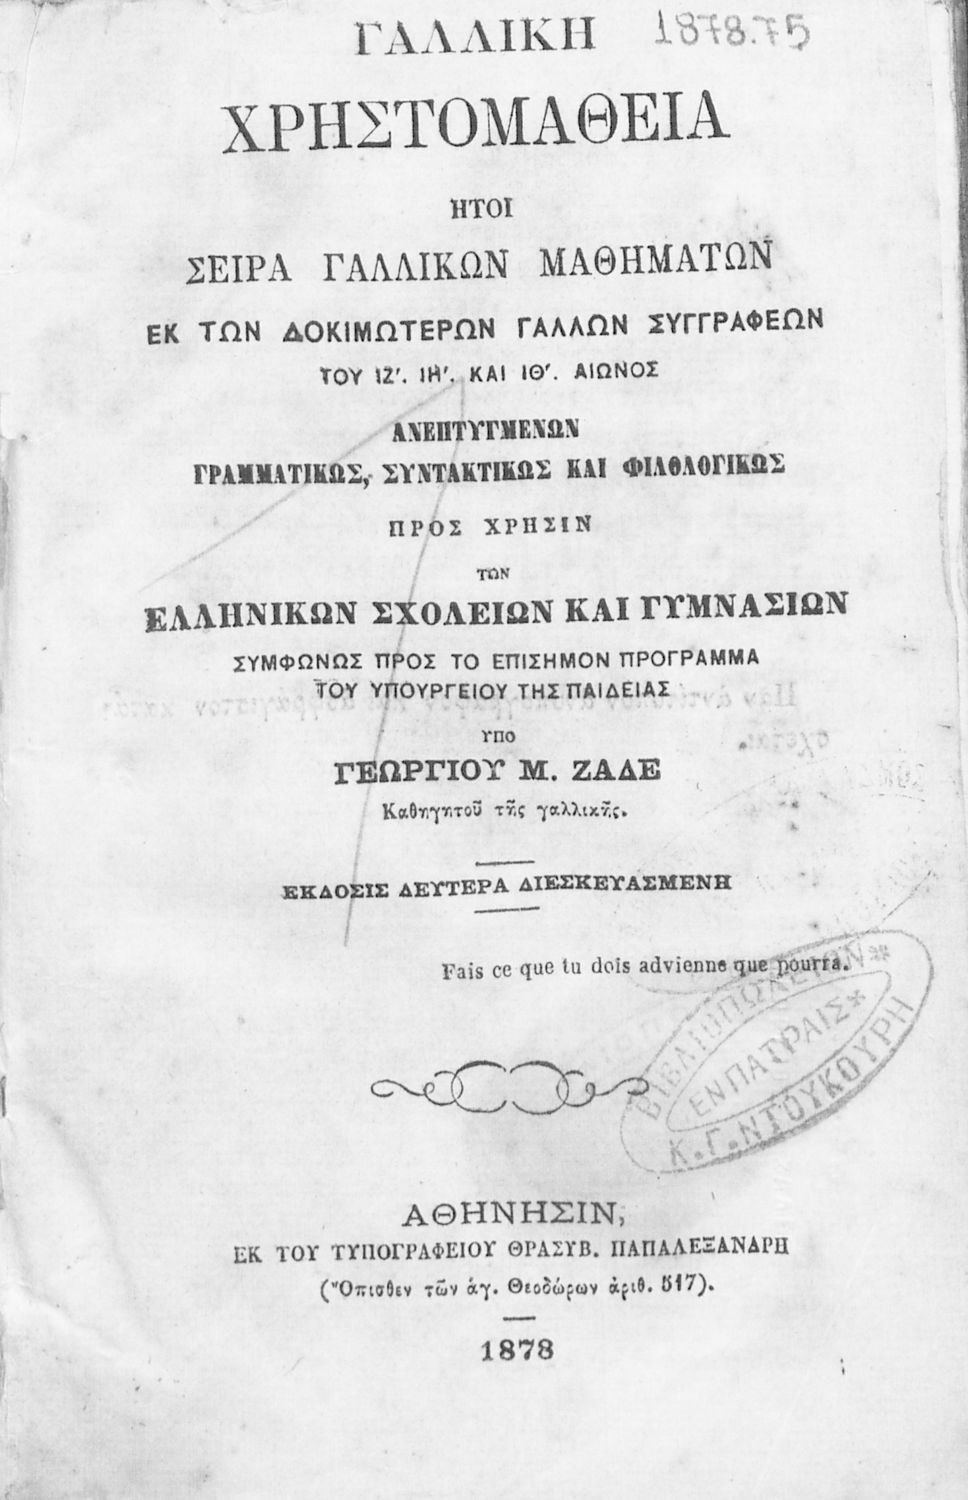 ΓΑΛΛΙΚΗ
1878.75
ΧΡΗΣΤΟΜΑΘΕΙΑ
ΗΤΟΙ
ΣΕΙΡΑ ΓΑΛΛΙΚΩΝ ΜΑΘΗΜΑΤΩΝ
ΕΚ ΤΩΝ ΔΟΚΙΜΩΤΕΡΩΝ ΓΑΛΛΩΝ ΣΥΓΓΡΑΦΕΩΝ
ΤΟΥ ΙΖ′. ΙΗ′. ΚΑΙ ΙΘ′. ΑΙΩΝΟΣ
ΑΝΕΠΤΥΓΜΕΝΩΝ
ΓΡΑΜΜΑΤΙΚΩΣ, ΣΥΝΤΑΚΤΙΚΩΣ ΚΑΙ ΦΙΛΟΛΟΓΙΚΩΣ
ΠΡΟΣ ΧΡΗΣΙΝ
ΤΩΝ
ΕΛΛΗΝΙΚΩΝ ΣΧΟΛΕΙΩΝ ΚΑΙ ΓΥΜΝΑΣΙΩΝ
ΣΥΜΦΩΝΩΣ ΠΡΟΣ ΤΟ ΕΠΙΣΗΜΟΝ ΠΡΟΓΡΑΜΜΑ
ΤΟΥ ΥΠΟΥΡΓΕΙΟΥ ΤΗΣ ΠΑΙΔΕΙΑΣ
ΥΠΟ
ΓΕΩΡΓΙΟΥ Μ. ΖΑΔΕ
Καθηγητοῦ τῆς γαλλικῆς.
ΕΚΔΟΣΙΣ ΔΕΥΤΕΡΑ ΔΙΕΣΚΕΥΑΣΜΕΝΗ
Fais ce que tu dois advienne que pourra.
ΒΙΒΛΙΟΠΩΛΕΙΟΝ
ΕΝ ΠΑΤΡΑΙΣ
Κ.Γ.ΝΤΟΥΚΟΥΡΗ
ΑΘΗΝΗΣΙΝ,
ΕΚ ΤΟΥ ΤΥΠΟΓΡΑΦΕΙΟΥ ΘΡΑΣΥΒ. ΠΑΠΑΛΕΞΑΝΔΡΗ
(Ὄπισθεν τῶν ἁγ. Θεοδώρων ἀριθ. 517).
1878